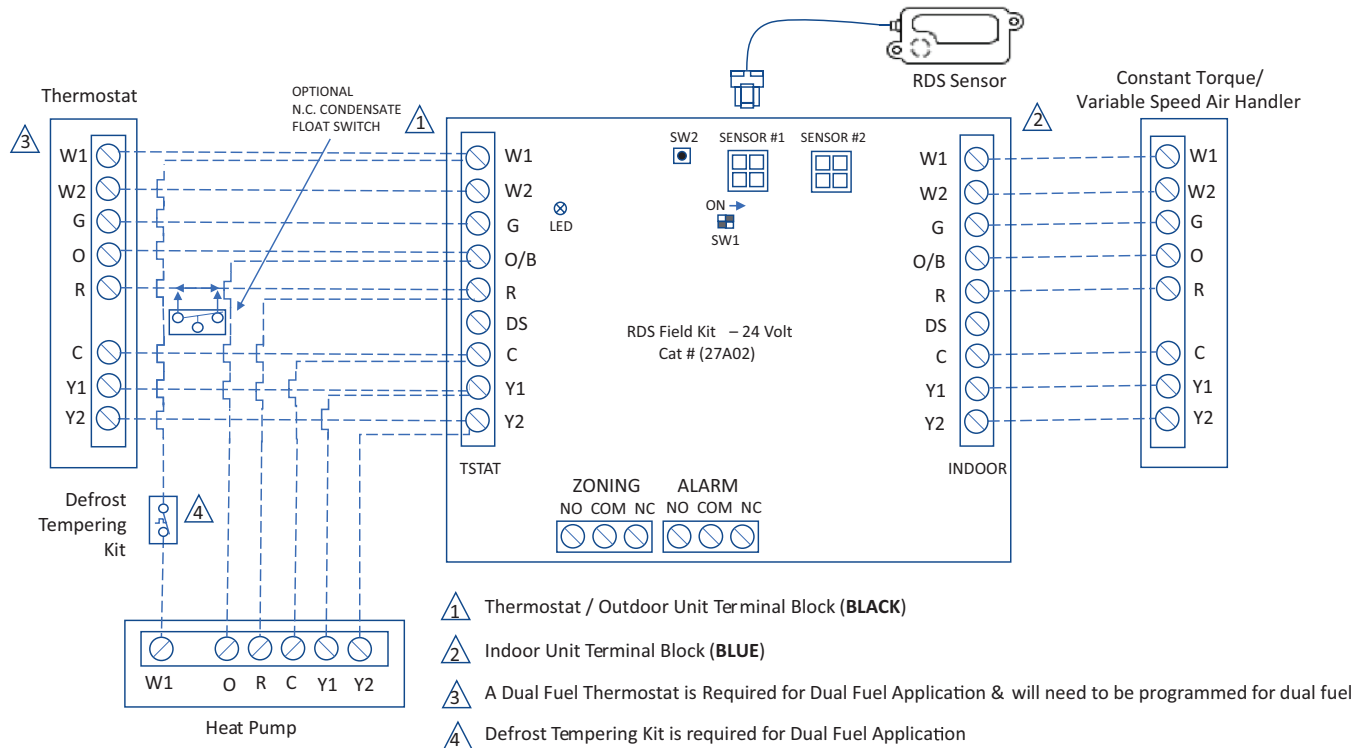 RDS Sensor
Thermostat
3
W1
W2
G
O
R
C
Y1
Y2
OPTIONAL
N.C. CONDENSATE
FLOAT SWITCH
1
W1
W2
G
O/B
R
DS
C
Y1
Y2
TSTAT
LED
SW2
SENSOR #1
SENSOR #2
ON
SW1
RDS Field Kit – 24 Volt
Cat # (27A02)
ZONING
NO COM NC
ALARM
NO COM NC
2
W1
W2
G
O/B
R
DS
C
Y1
Y2
INDOOR
Constant Torque/
Variable Speed Air Handler
W1
W2
G
O
R
C
Y1
Y2
Defrost
Tempering
Kit
4
W1 O R C Y1 Y2
Heat Pump
1 Thermostat / Outdoor Unit Terminal Block (BLACK)
2 Indoor Unit Terminal Block (BLUE)
3 A Dual Fuel Thermostat is Required for Dual Fuel Application & will need to be programmed for dual fuel
4 Defrost Tempering Kit is required for Dual Fuel Application